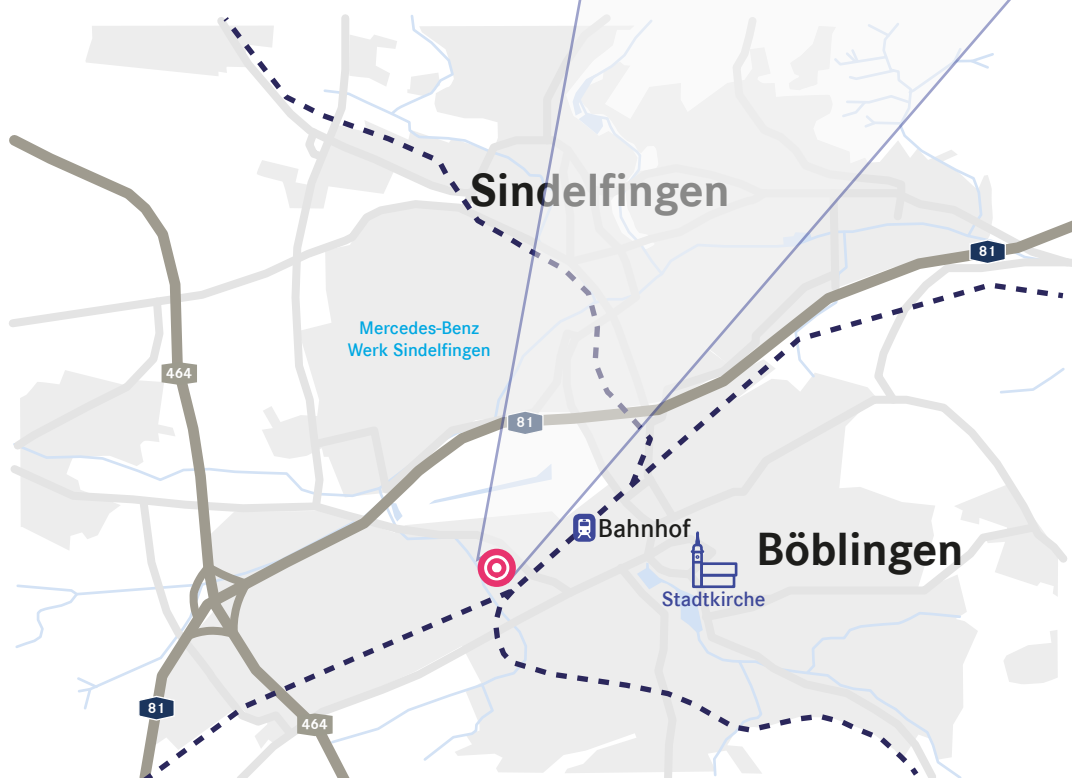 Sindelfingen
81
Mercedes-Benz
Werk Sindelfingen
464
81
Bahnhof
Böblingen
Stadtkirche
81
464